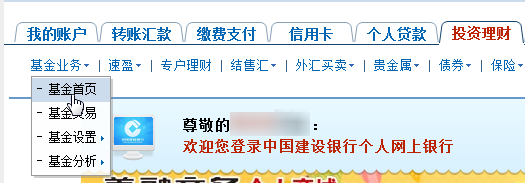 我的账户 转账汇款 缴费支付 信用卡 个人贷款 投资理财
基金业务 | 速盈 | 专户理财 | 结售汇 | 外汇买卖 | 贵金属 | 债券 | 保险
- 基金首页
- 基金交易
- 基金设置
- 基金分析
尊敬的 ：
欢迎您登录中国建设银行个人网上银行